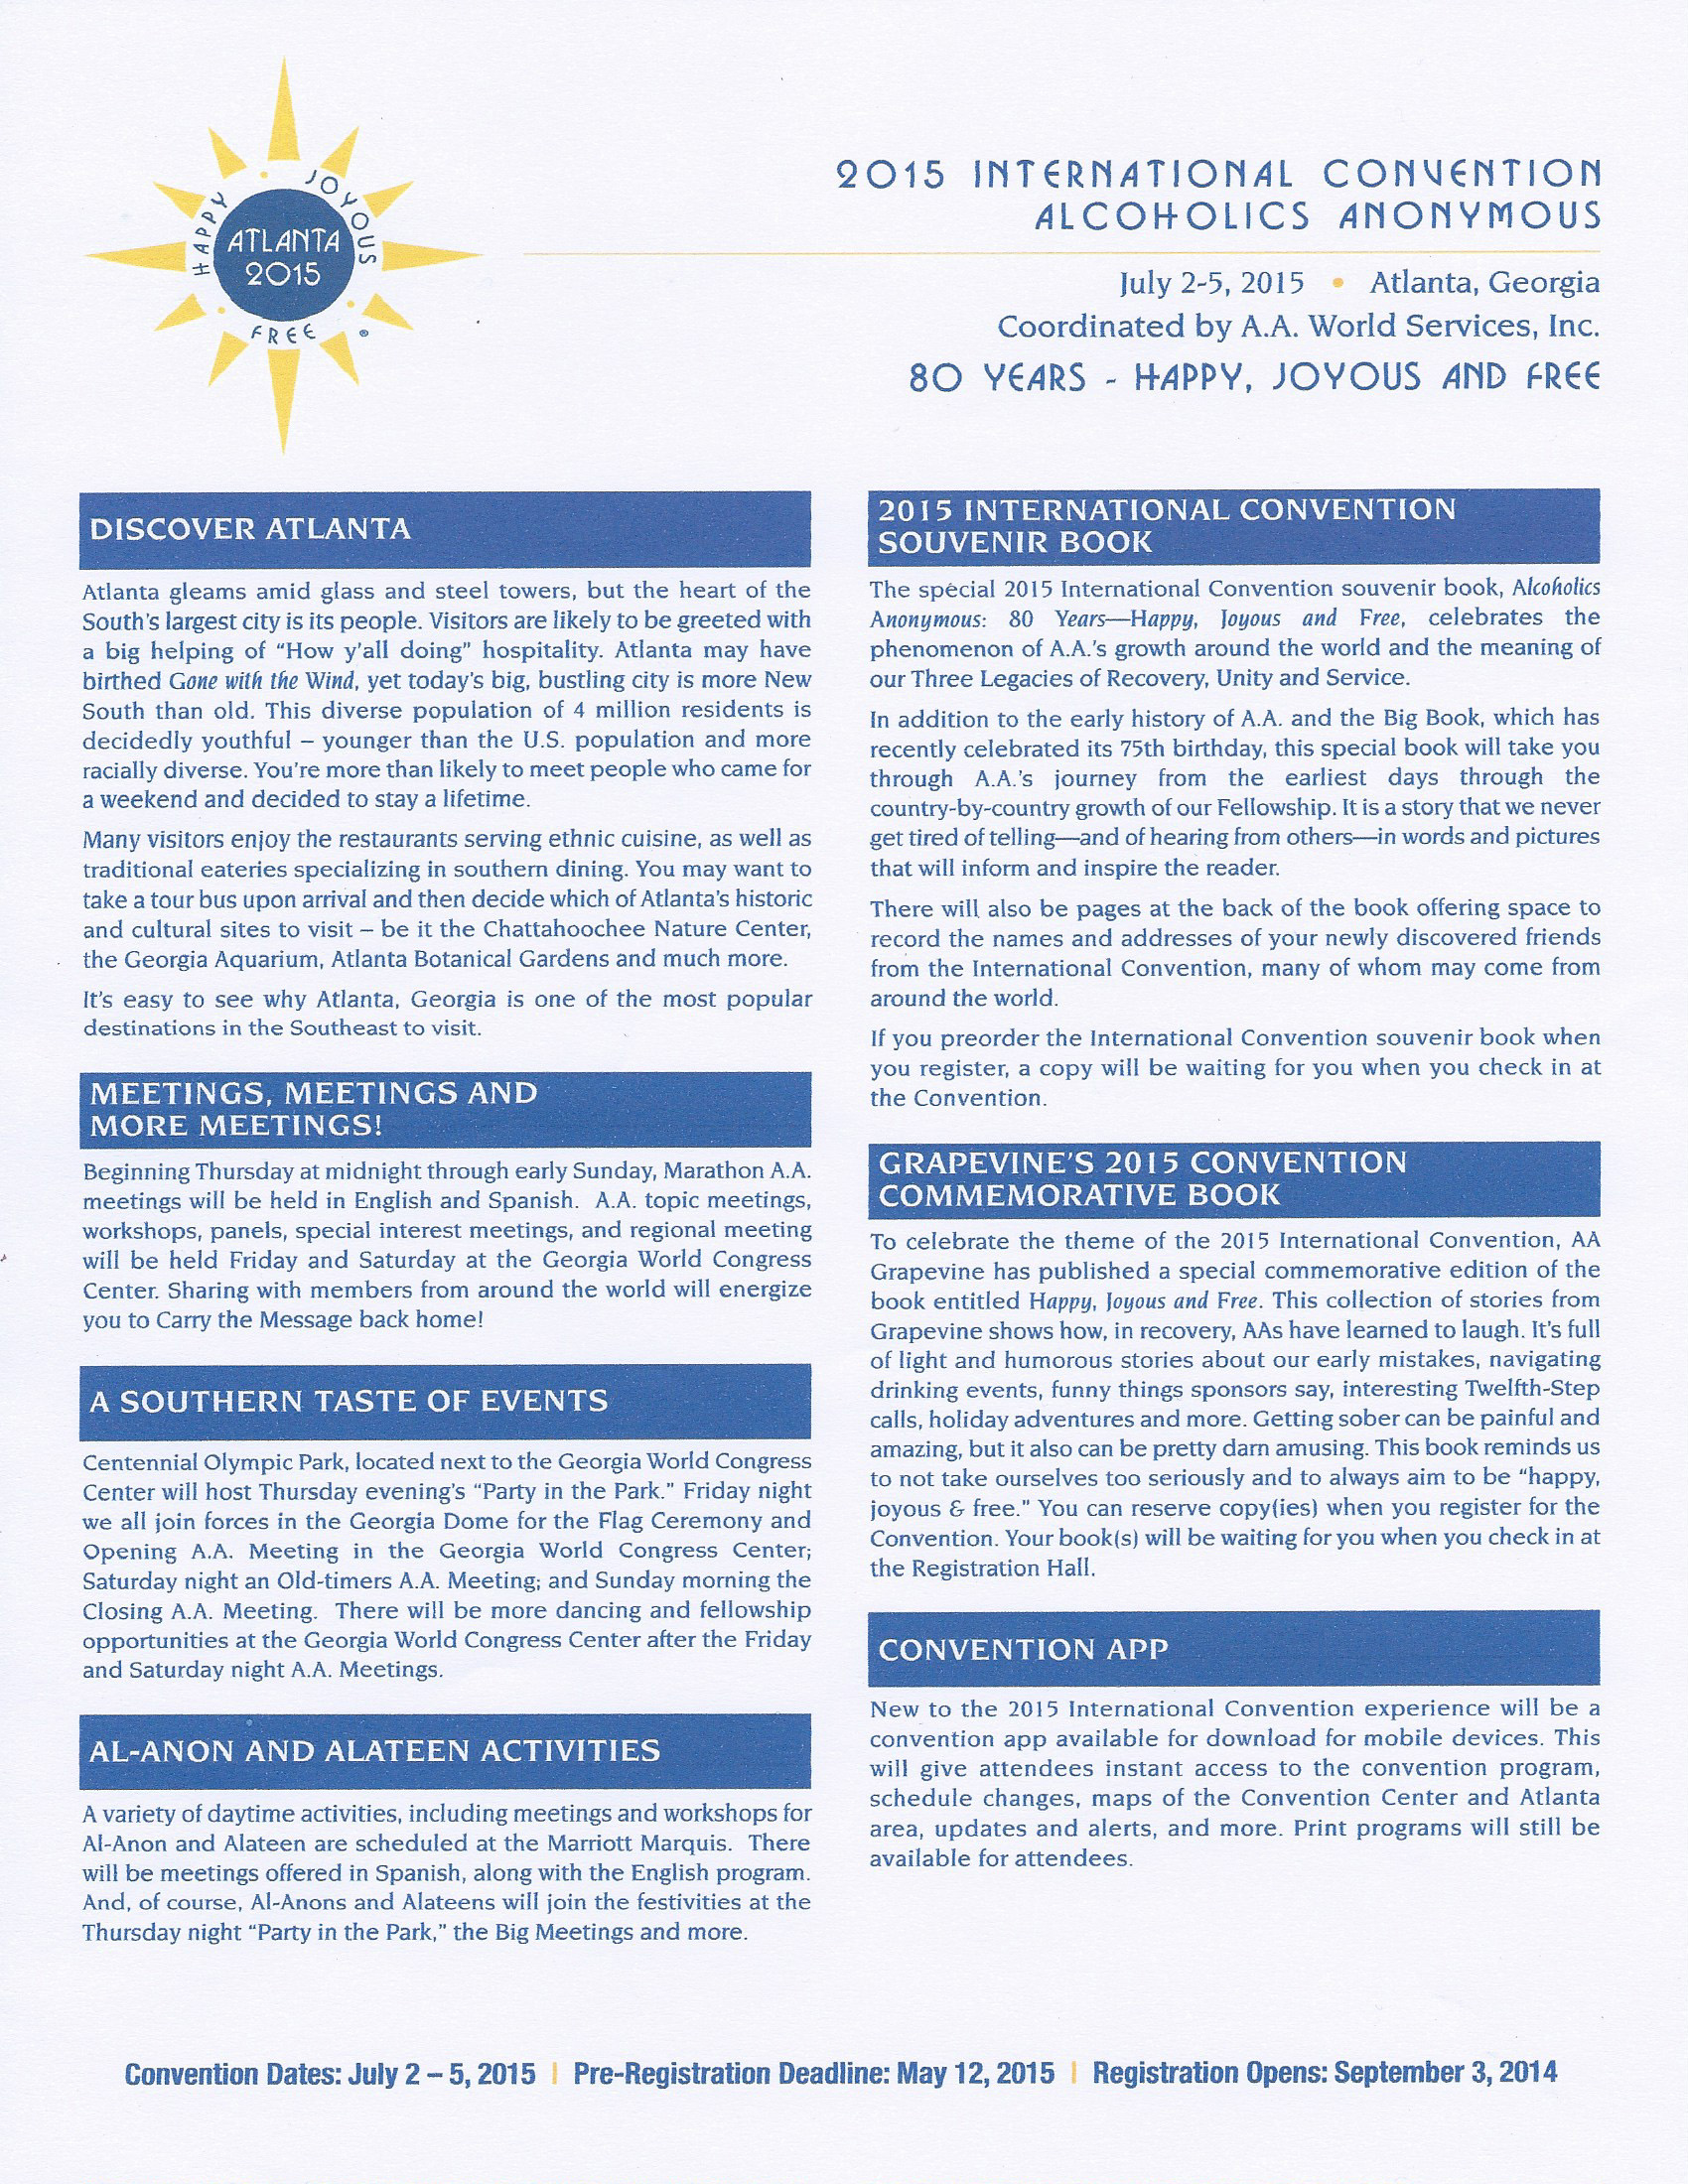 HAPPY
JOYOUS
ATLANTA
2015
FREE
2015 INTERNATIONAL CONVENTION
ALCOHOLICS ANONYMOUS
July 2-5, 2015 • Atlanta, Georgia
Coordinated by A.A. World Services, Inc.
80 YEARS - HAPPY, JOYOUS AND FREE
DISCOVER ATLANTA
Atlanta gleams amid glass and steel towers, but the heart of the
South's largest city is its people. Visitors are likely to be greeted with
a big helping of "How y'all doing" hospitality. Atlanta may have
birthed Gone with the Wind, yet today's big, bustling city is more New
South than old. This diverse population of 4 million residents is
decidedly youthful – younger than the U.S. population and more
racially diverse. You're more than likely to meet people who came for
a weekend and decided to stay a lifetime.
Many visitors enjoy the restaurants serving ethnic cuisine, as well as
traditional eateries specializing in southern dining. You may want to
take a tour bus upon arrival and then decide which of Atlanta's historic
and cultural sites to visit – be it the Chattahoochee Nature Center,
the Georgia Aquarium, Atlanta Botanical Gardens and much more.
It's easy to see why Atlanta, Georgia is one of the most popular
destinations in the Southeast to visit.
MEETINGS, MEETINGS AND
MORE MEETINGS!
Beginning Thursday at midnight through early Sunday, Marathon A.A.
meetings will be held in English and Spanish. A.A. topic meetings,
workshops, panels, special interest meetings, and regional meeting
will be held Friday and Saturday at the Georgia World Congress
Center. Sharing with members from around the world will energize
you to Carry the Message back home!
A SOUTHERN TASTE OF EVENTS
Centennial Olympic Park, located next to the Georgia World Congress
Center will host Thursday evening's "Party in the Park." Friday night
we all join forces in the Georgia Dome for the Flag Ceremony and
Opening A.A. Meeting in the Georgia World Congress Center;
Saturday night an Old-timers A.A. Meeting; and Sunday morning the
Closing A.A. Meeting. There will be more dancing and fellowship
opportunities at the Georgia World Congress Center after the Friday
and Saturday night A.A. Meetings.
AL-ANON AND ALATEEN ACTIVITIES
A variety of daytime activities, including meetings and workshops for
Al-Anon and Alateen are scheduled at the Marriott Marquis. There
will be meetings offered in Spanish, along with the English program.
And, of course, Al-Anons and Alateens will join the festivities at the
Thursday night "Party in the Park," the Big Meetings and more.
2015 INTERNATIONAL CONVENTION
SOUVENIR BOOK
The special 2015 International Convention souvenir book, Alcoholics
Anonymous: 80 Years—Happy, Joyous and Free, celebrates the
phenomenon of A.A.'s growth around the world and the meaning of
our Three Legacies of Recovery, Unity and Service.
In addition to the early history of A.A. and the Big Book, which has
recently celebrated its 75th birthday, this special book will take you
through A.A.'s journey from the earliest days through the
country-by-country growth of our Fellowship. It is a story that we never
get tired of telling—and of hearing from others—in words and pictures
that will inform and inspire the reader.
There will also be pages at the back of the book offering space to
record the names and addresses of your newly discovered friends
from the International Convention, many of whom may come from
around the world.
If you preorder the International Convention souvenir book when
you register, a copy will be waiting for you when you check in at
the Convention.
GRAPEVINE'S 2015 CONVENTION
COMMEMORATIVE BOOK
To celebrate the theme of the 2015 International Convention, AA
Grapevine has published a special commemorative edition of the
book entitled Happy, Joyous and Free. This collection of stories from
Grapevine shows how, in recovery, AAs have learned to laugh. It's full
of light and humorous stories about our early mistakes, navigating
drinking events, funny things sponsors say, interesting Twelfth-Step
calls, holiday adventures and more. Getting sober can be painful and
amazing, but it also can be pretty darn amusing. This book reminds us
to not take ourselves too seriously and to always aim to be "happy,
joyous & free." You can reserve copy(ies) when you register for the
Convention. Your book(s) will be waiting for you when you check in at
the Registration Hall.
CONVENTION APP
New to the 2015 International Convention experience will be a
convention app available for download for mobile devices. This
will give attendees instant access to the convention program,
schedule changes, maps of the Convention Center and Atlanta
area, updates and alerts, and more. Print programs will still be
available for attendees.
Convention Dates: July 2 – 5, 2015 | Pre-Registration Deadline: May 12, 2015 | Registration Opens: September 3, 2014